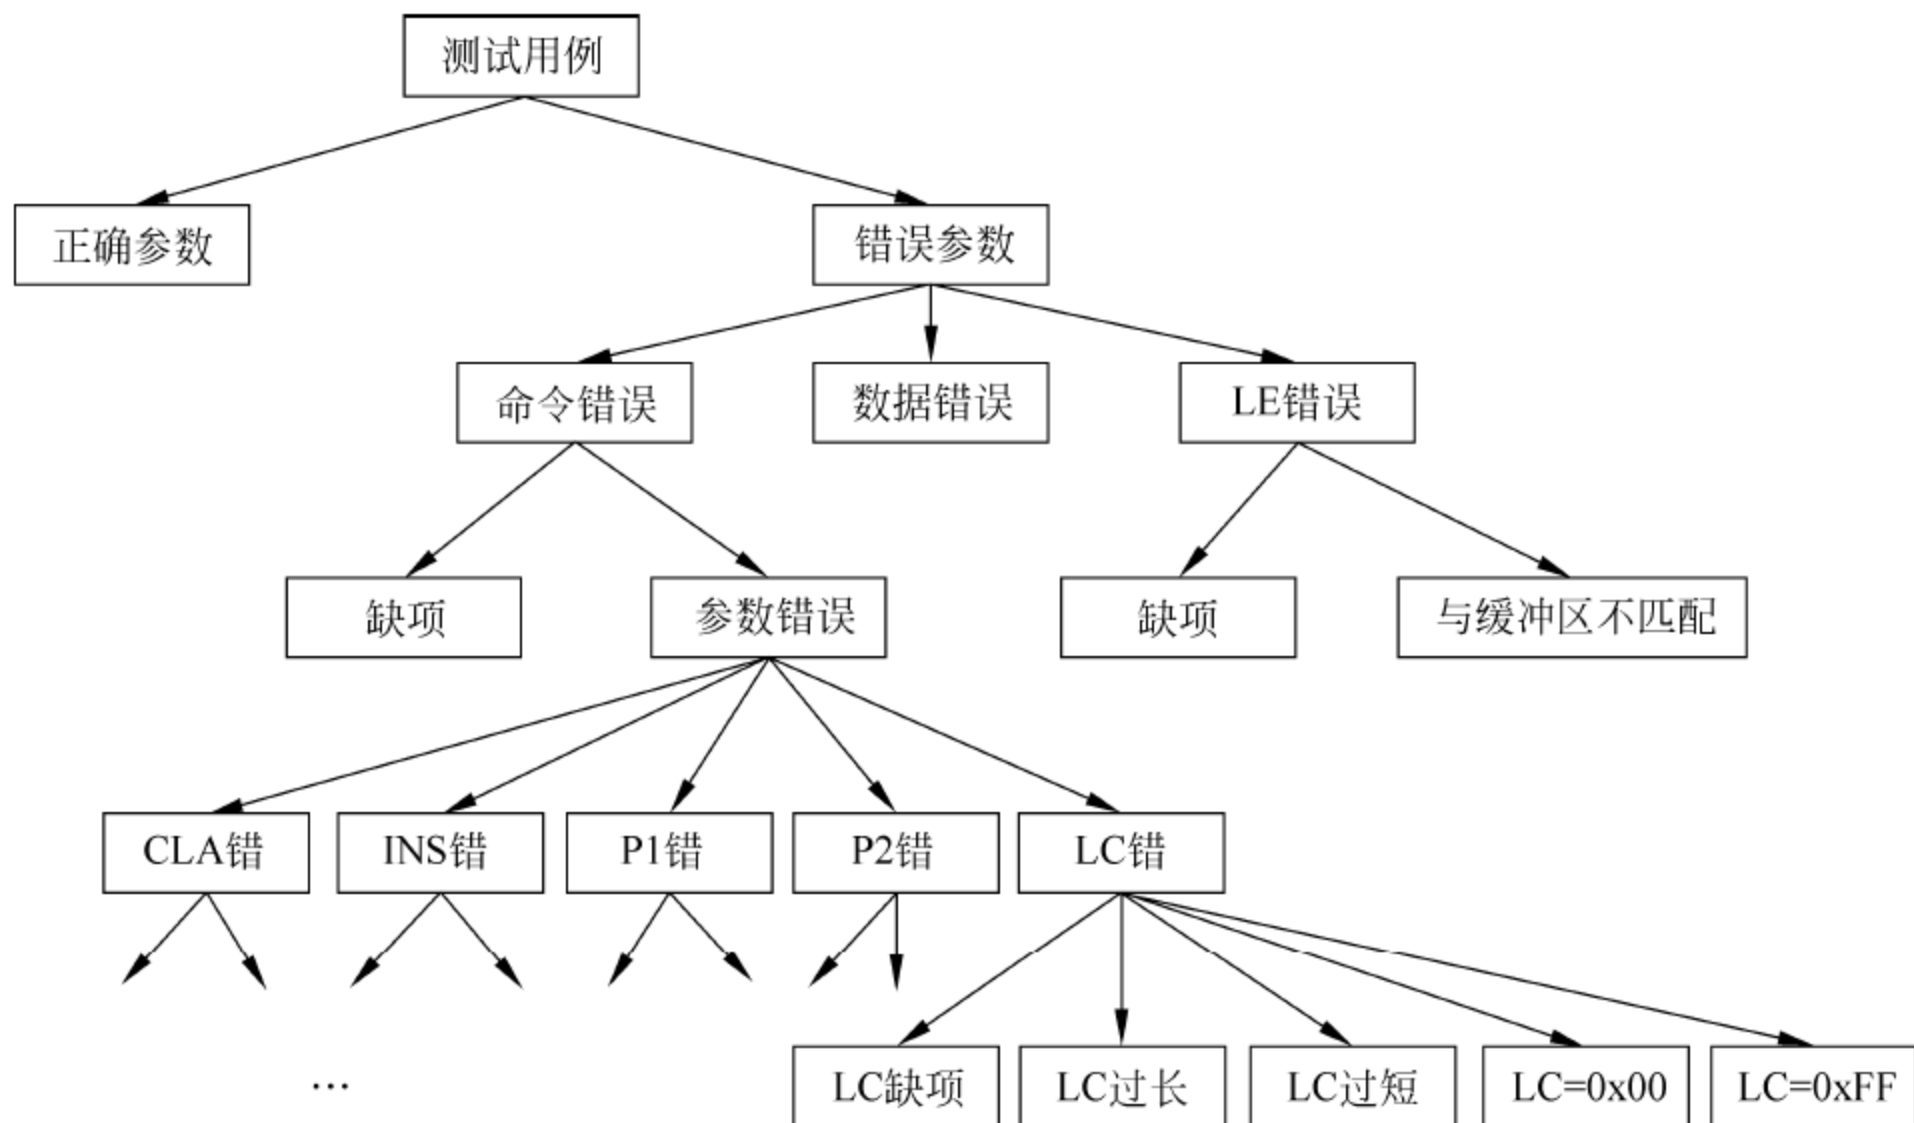 测试用例
正确参数
错误参数
命令错误
数据错误
LE错误
缺项
参数错误
缺项
与缓冲区不匹配
CLA错
INS错
P1错
P2错
LC错
...
LC缺项
LC过长
LC过短
LC=0x00
LC=0xFF